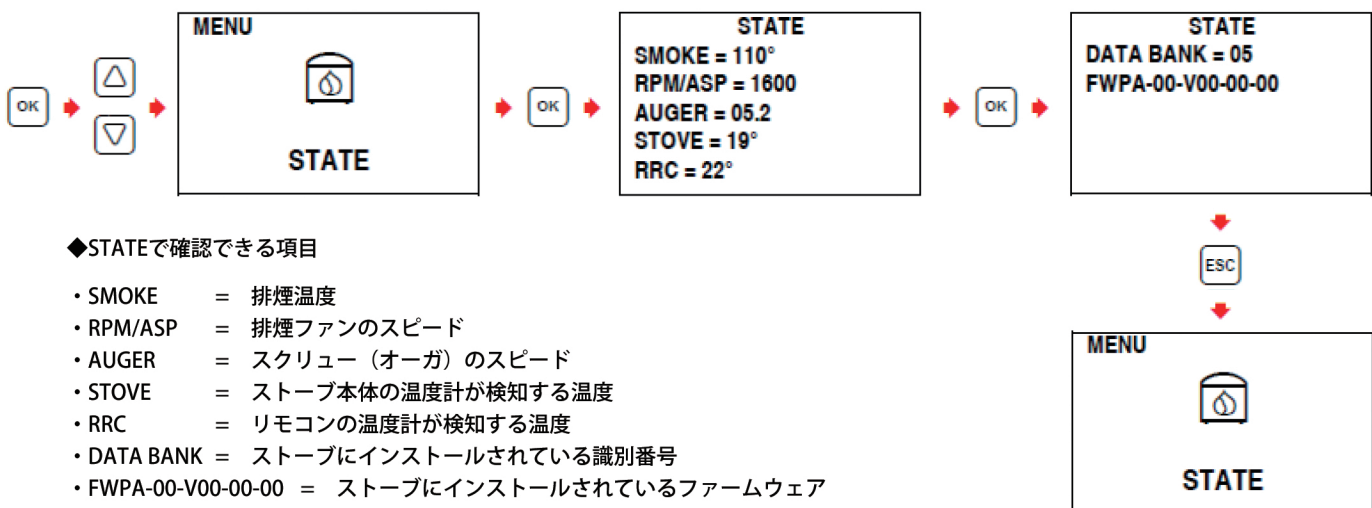 OK
MENU
STATE
OK
STATE
SMOKE = 110°
RPM/ASP = 1600
AUGER = 05.2
STOVE = 19°
RRC = 22°
OK
STATE
DATA BANK = 05
FWPA-00-V00-00-00
ESC
MENU
STATE
◆STATEで確認できる項目
・SMOKE = 排煙温度
・RPM/ASP = 排煙ファンのスピード
・AUGER = スクリュー（オーガ）のスピード
・STOVE = ストーブ本体の温度計が検知する温度
・RRC = リモコンの温度計が検知する温度
・DATA BANK = ストーブにインストールされている識別番号
・FWPA-00-V00-00-00 = ストーブにインストールされているファームウェア